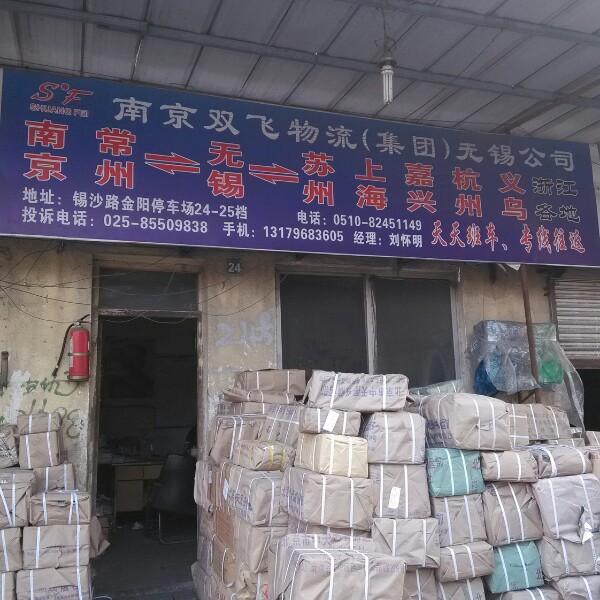 S°F
SHUANG FEI
南京双飞物流(集团)无锡公司
南京 常州 ⇌ 无锡 ⇌ 苏州 上海 嘉兴 杭州 义乌 浙江各地
地址：锡沙路金阳停车场24-25档
电话：0510-82451149
投诉电话：025-85509838 手机：13179683605 经理：刘怀明
天天班车、专线往返
24